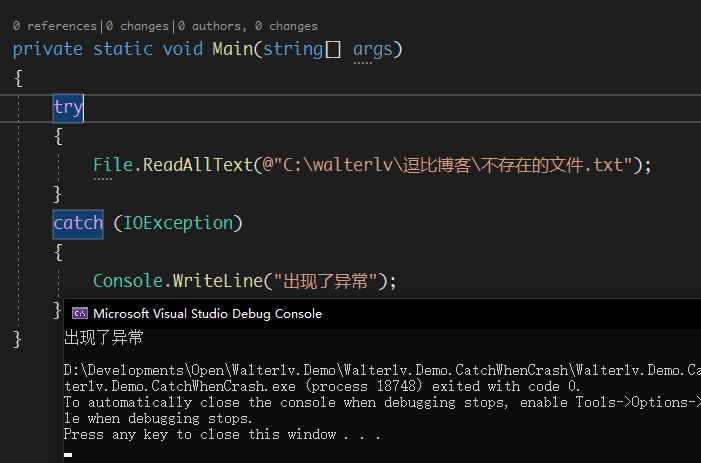 0 references|0 changes|0 authors, 0 changes
private static void Main(string[] args)
{
try
{
File.ReadAllText(@"C:\walterlv\逗比博客\不存在的文件.txt");
}
catch (IOException)
{
Console.WriteLine("出现了异常");
}
}
Microsoft Visual Studio Debug Console
出现了异常
D:\Developments\Open\Walterlv.Demo\Walterlv.Demo.CatchWhenCrash\Walterlv.Demo.Ca
terlv.Demo.CatchWhenCrash.exe (process 18748) exited with code 0.
To automatically close the console when debugging stops, enable Tools->Options->
le when debugging stops.
Press any key to close this window . . .